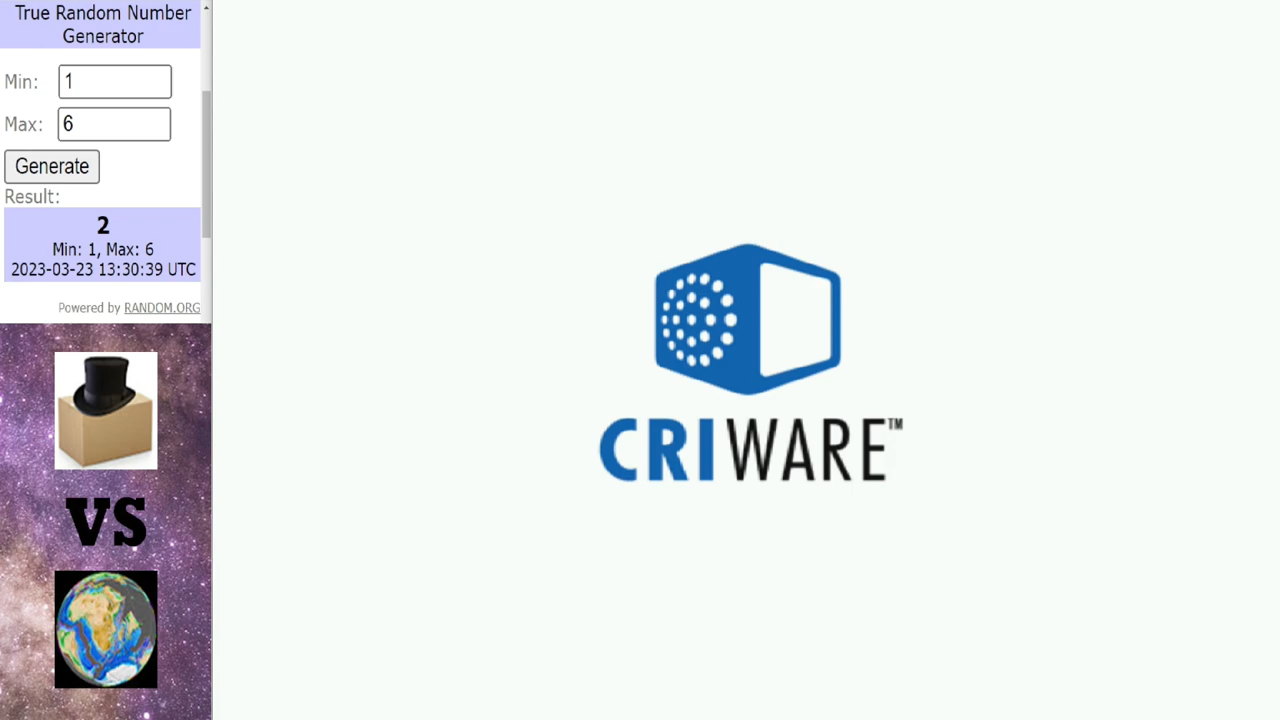 True Random Number
Generator
Min: 1
Max: 6
Generate
Result:
2
Min: 1, Max: 6
2023-03-23 13:30:39 UTC
Powered by RANDOM.ORG
VS
CRIWARE™